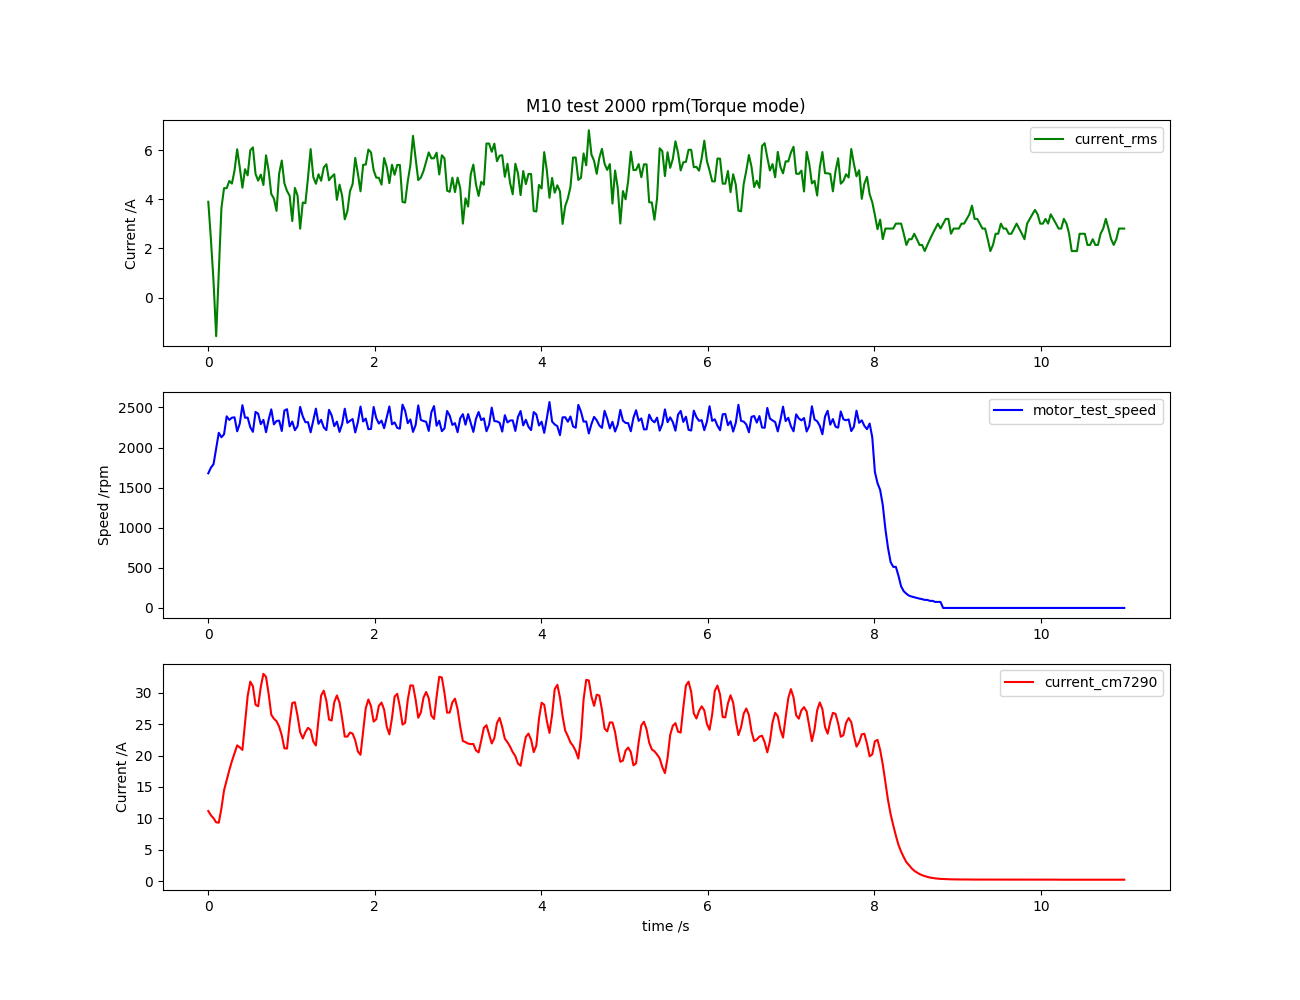 M10 test 2000 rpm(Torque mode)
current_rms
Current /A
6
4
2
0
0 2 4 6 8 10
motor_test_speed
Speed /rpm
2500
2000
1500
1000
500
0
0 2 4 6 8 10
current_cm7290
Current /A
30
25
20
15
10
5
0
0 2 4 6 8 10
time /s